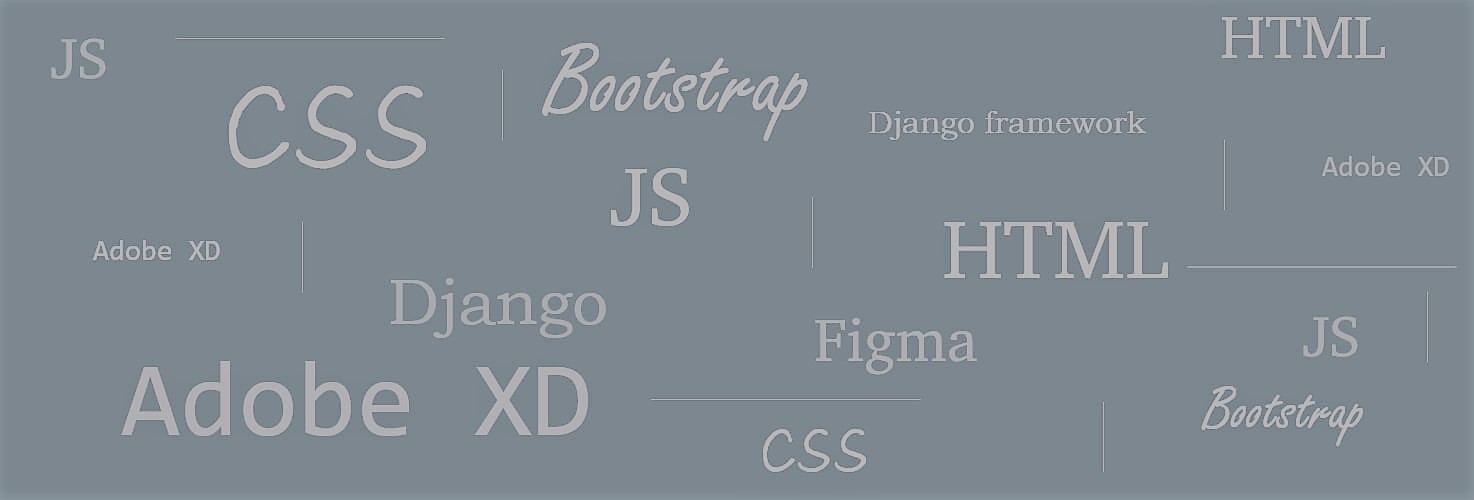 JS
CSS
Bootstrap
HTML
Django framework
Adobe XD
JS
Adobe XD
HTML
Django
Figma
JS
Adobe XD
CSS
Bootstrap